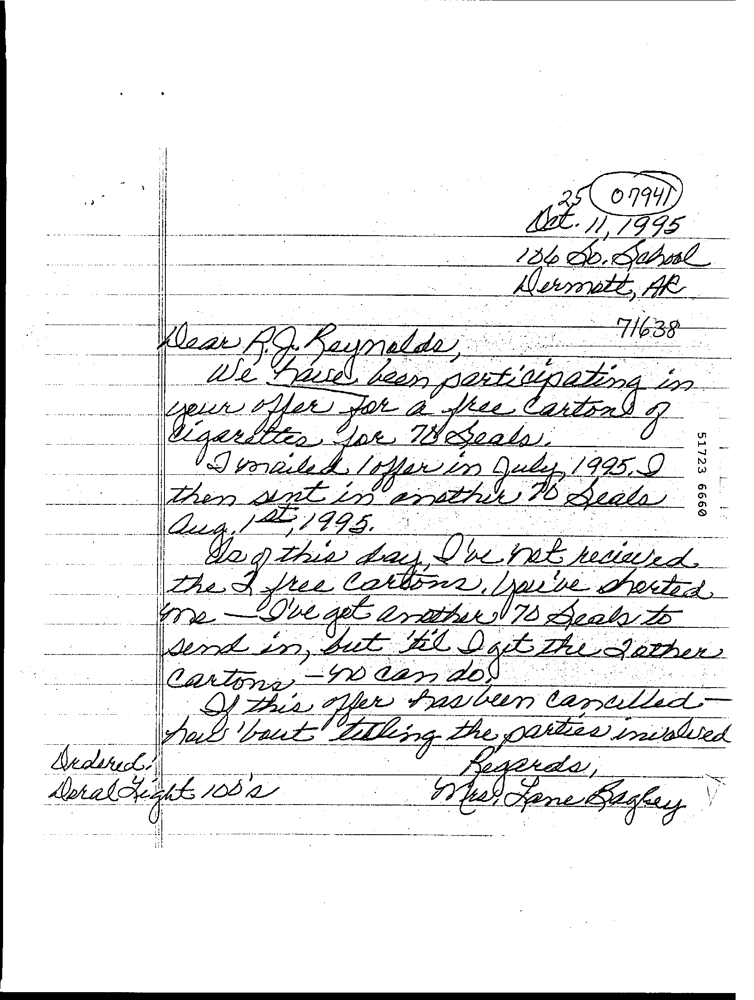 25 07941
Oct. 11, 1995
106 So. School
Dermott, AR
71638
Dear R.J. Reynolds,
We have been participating in
your offer for a free cartons of
cigarettes for 70 Seals.
I mailed 1 offer in July, 1995. I
then sent in another 70 Seals
Aug. 1st, 1995.
As of this day, I've not recieved
the 2 free cartons. You've shorted
me — I've got another 70 Seals to
send in, but 'til I get the 2 other
cartons — no can do.
If this offer has been cancelled —
how 'bout telling the parties involved
Regards,
Mrs. Lane Bagbey
Ordered:
Doral Light 100's
51723 6660